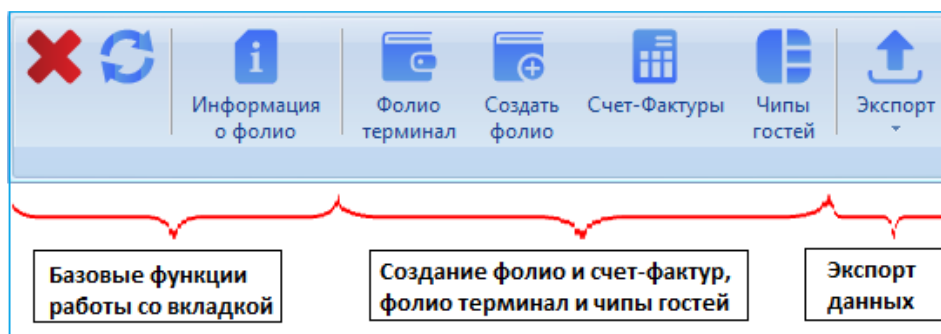 Информация
о фолио
Фолио
терминал
Создать
фолио
Счет-Фактуры
Чипы
гостей
Экспорт
Базовые функции
работы со вкладкой
Создание фолио и счет-фактур,
фолио терминал и чипы гостей
Экспорт
данных